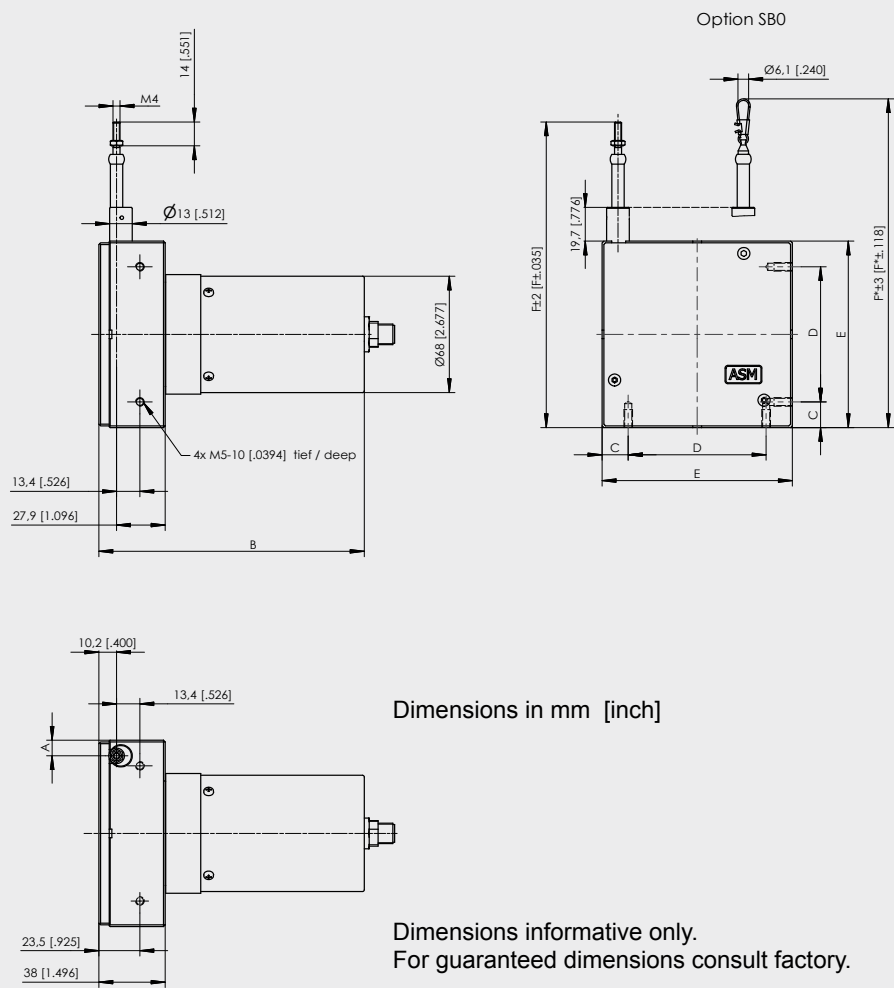 Option SB0
14 [.551]
M4
Ø13 [.512]
Ø68 [2.677]
4x M5-10 [.0394] tief / deep
13,4 [.526]
27,9 [1.096]
B
Ø6,1 [.240]
F±2 [F±.035]
19,7 [.776]
F*±3 [F*±.118]
D
E
C
ASM
C
D
E
10,2 [.400]
13,4 [.526]
A
Dimensions in mm [inch]
23,5 [.925]
38 [1.496]
Dimensions informative only.
For guaranteed dimensions consult factory.